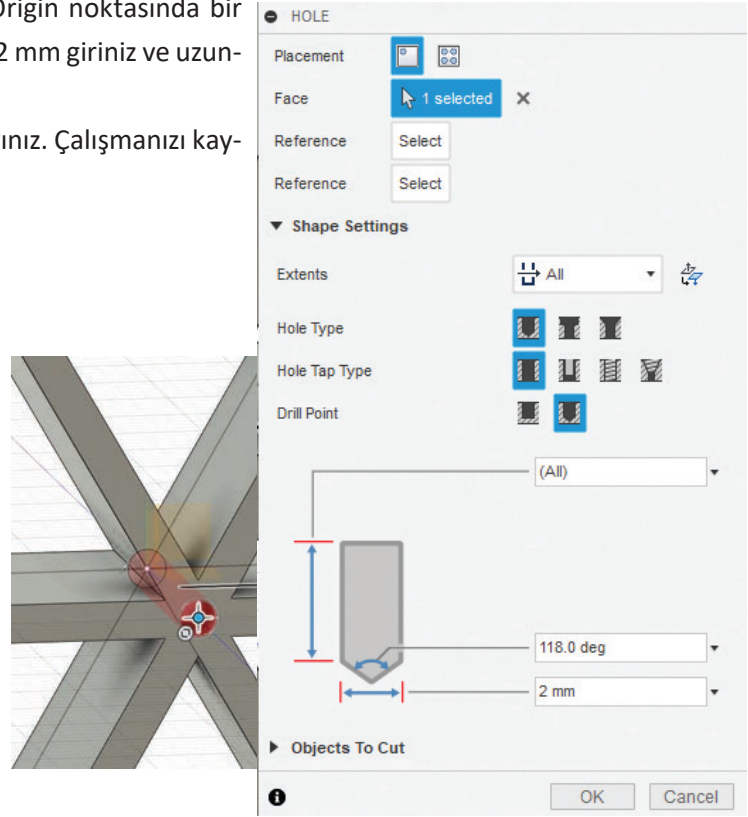 Origin noktasında bir
2 mm giriniz ve uzun-
ınız. Çalışmanızı kay-
HOLE
Placement
Face 1 selected
Reference Select
Reference Select
Shape Settings
Extents All
Hole Type
Hole Tap Type
Drill Point
(All)
118.0 deg
2 mm
Objects To Cut
OK Cancel